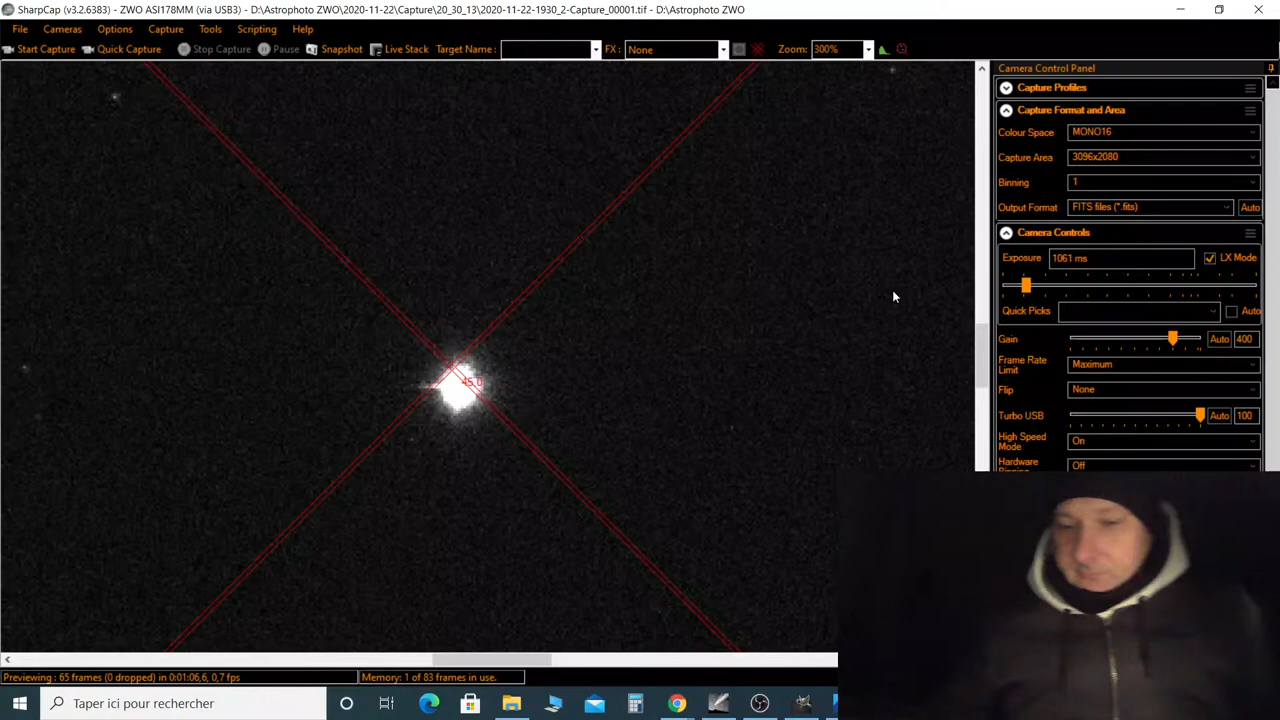 SharpCap (v3.2.6383) - ZWO ASI178MM (via USB3) - D:\Astrophoto ZWO\2020-11-22\Capture\20_30_13\2020-11-22-1930_2-Capture_00001.tif - D:\Astrophoto ZWO
File Cameras Options Capture Tools Scripting Help
Start Capture Quick Capture Stop Capture Pause Snapshot Live Stack Target Name : FX : None Zoom: 300%
Camera Control Panel
Capture Profiles
Capture Format and Area
Colour Space MONO16
Capture Area 3096x2080
Binning 1
Output Format FITS files (*.fits) Auto
Camera Controls
Exposure 1061 ms LX Mode
Quick Picks Auto
Gain Auto 400
Frame Rate Limit Maximum
Flip None
45.0
Turbo USB Auto 100
High Speed Mode On
Hardware Binning Off
Previewing : 65 frames (0 dropped) in 0:01:06,6, 0,7 fps Memory: 1 of 83 frames in use.
Taper ici pour rechercher